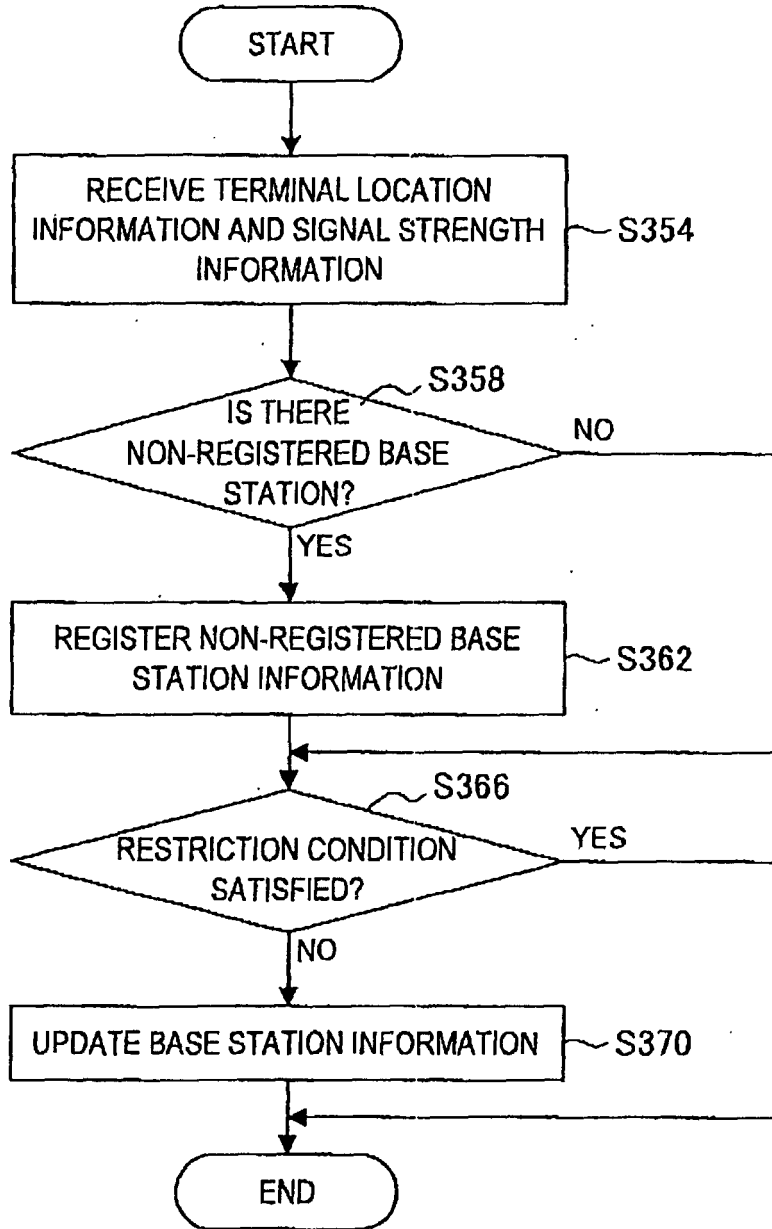 START
RECEIVE TERMINAL LOCATION
INFORMATION AND SIGNAL STRENGTH
INFORMATION
S354
S358
IS THERE
NON-REGISTERED BASE
STATION?
NO
YES
REGISTER NON-REGISTERED BASE
STATION INFORMATION
S362
S366
RESTRICTION CONDITION
SATISFIED?
YES
NO
UPDATE BASE STATION INFORMATION
S370
END